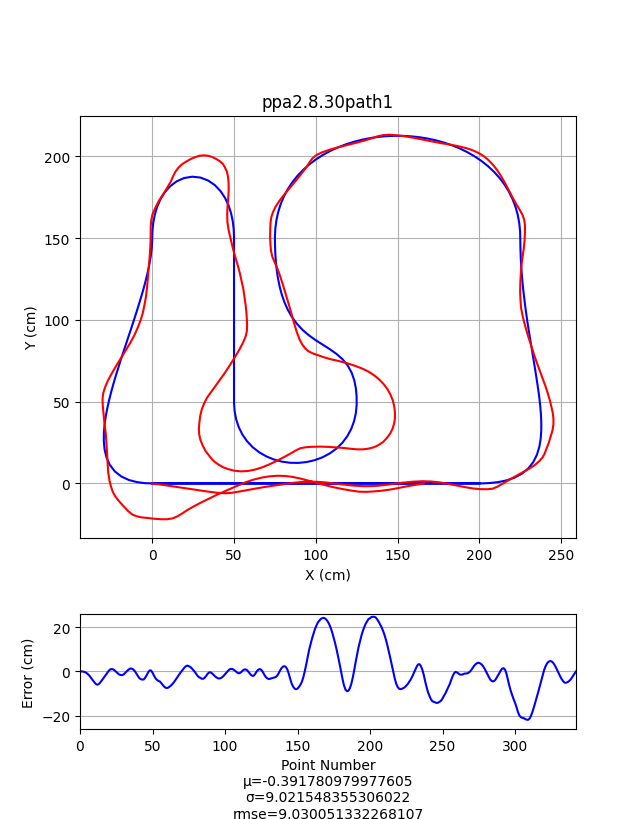 ppa2.8.30path1
200
150
100
50
0
Y (cm)
0 50 100 150 200 250
X (cm)
20
0
−20
Error (cm)
0 50 100 150 200 250 300
Point Number
μ=-0.391780979977605
σ=9.021548355306022
rmse=9.030051332268107